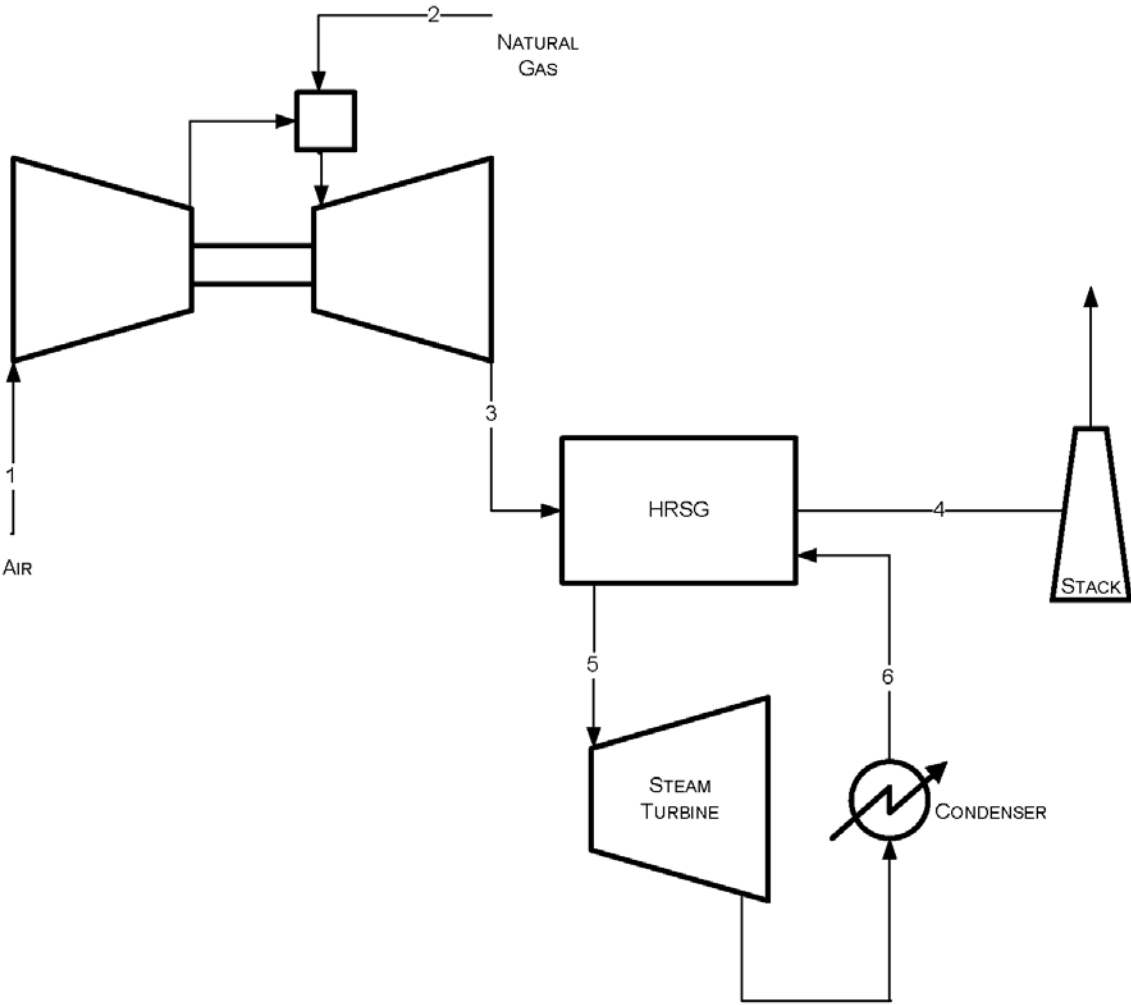 2
NATURAL
GAS
3
1
AIR
HRSG
4
STACK
5
6
STEAM
TURBINE
CONDENSER